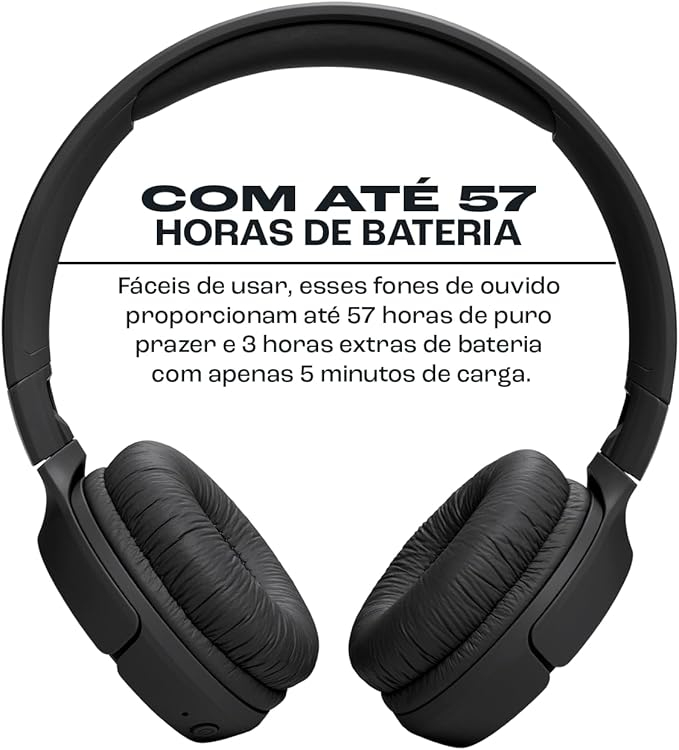 COM ATÉ 57
HORAS DE BATERIA
Fáceis de usar, esses fones de ouvido
proporcionam até 57 horas de puro
prazer e 3 horas extras de bateria
com apenas 5 minutos de carga.